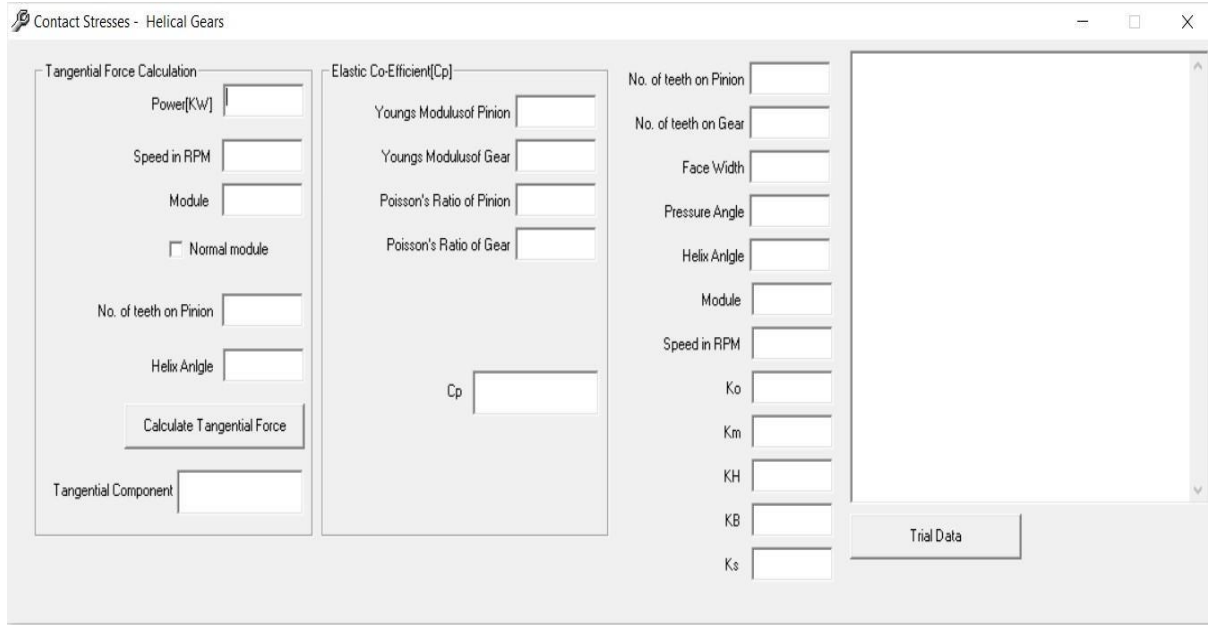 Contact Stresses - Helical Gears
Tangential Force Calculation
Power[KW]
Speed in RPM
Module
Normal module
No. of teeth on Pinion
Helix Anlgle
Calculate Tangential Force
Tangential Component
Elastic Co-Efficient[Cp]
Youngs Modulusof Pinion
Youngs Modulusof Gear
Poisson's Ratio of Pinion
Poisson's Ratio of Gear
Cp
No. of teeth on Pinion
No. of teeth on Gear
Face Width
Pressure Angle
Helix Anlgle
Module
Speed in RPM
Ko
Km
KH
KB
Ks
Trial Data